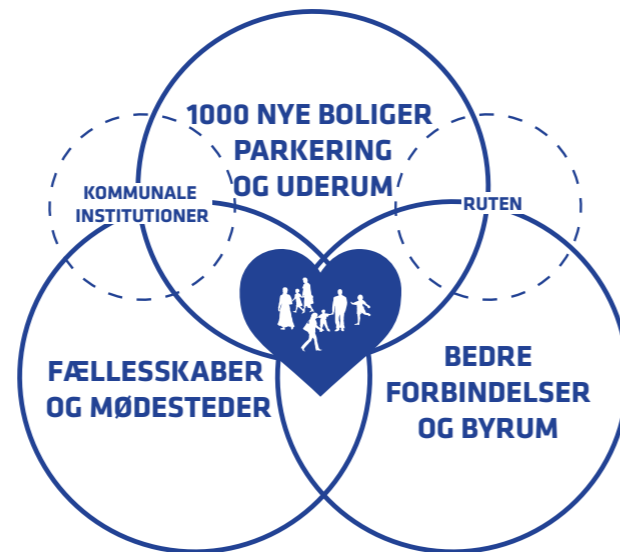 1000 NYE BOLIGER
PARKERING
OG UDERUM
KOMMUNALE
INSTITUTIONER
RUTEN
FÆLLESSKABER
OG MØDESTEDER
BEDRE
FORBINDELSER
OG BYRUM